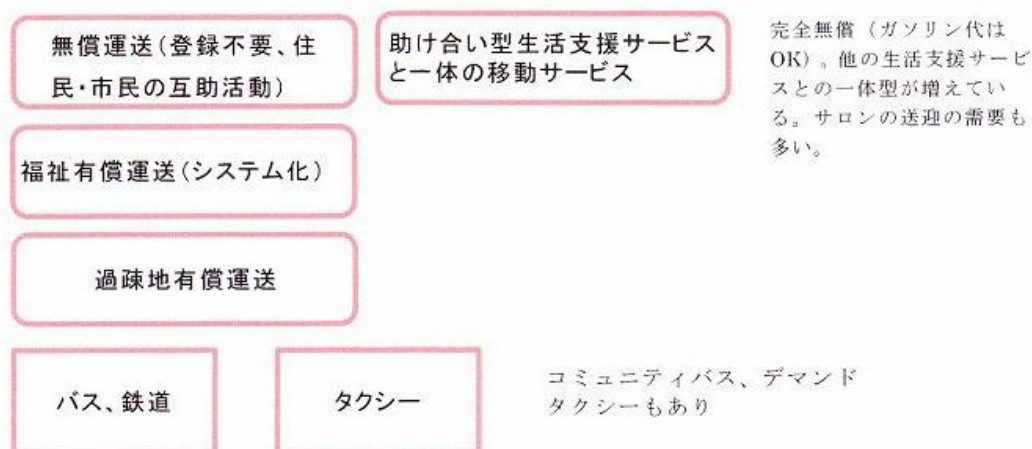 無償運送(登録不要、住
民・市民の互助活動)
助け合い型生活支援サービス
と一体の移動サービス
完全無償（ガソリン代は
OK）。他の生活支援サービ
スとの一体型が増えてい
る。サロンの送迎の需要も
多い。
福祉有償運送(システム化)
過疎地有償運送
バス、鉄道
タクシー
コミュニティバス、デマンド
タクシーもあり